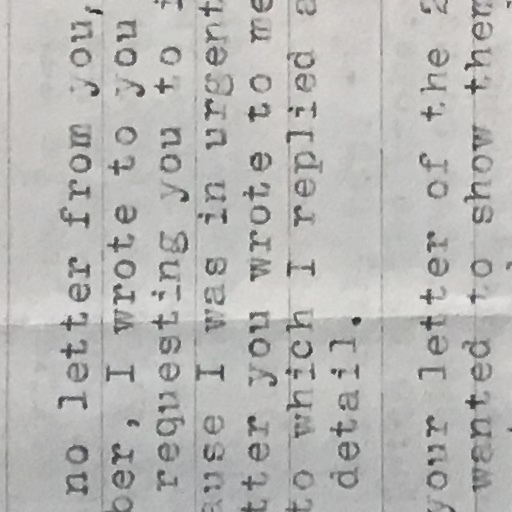 no letter from you,
ber, I wrote to you
requesting you to i
ause I was in urgent
tter you wrote to me
to which I replied a
detail.
your letter of the 2
wanted to show them